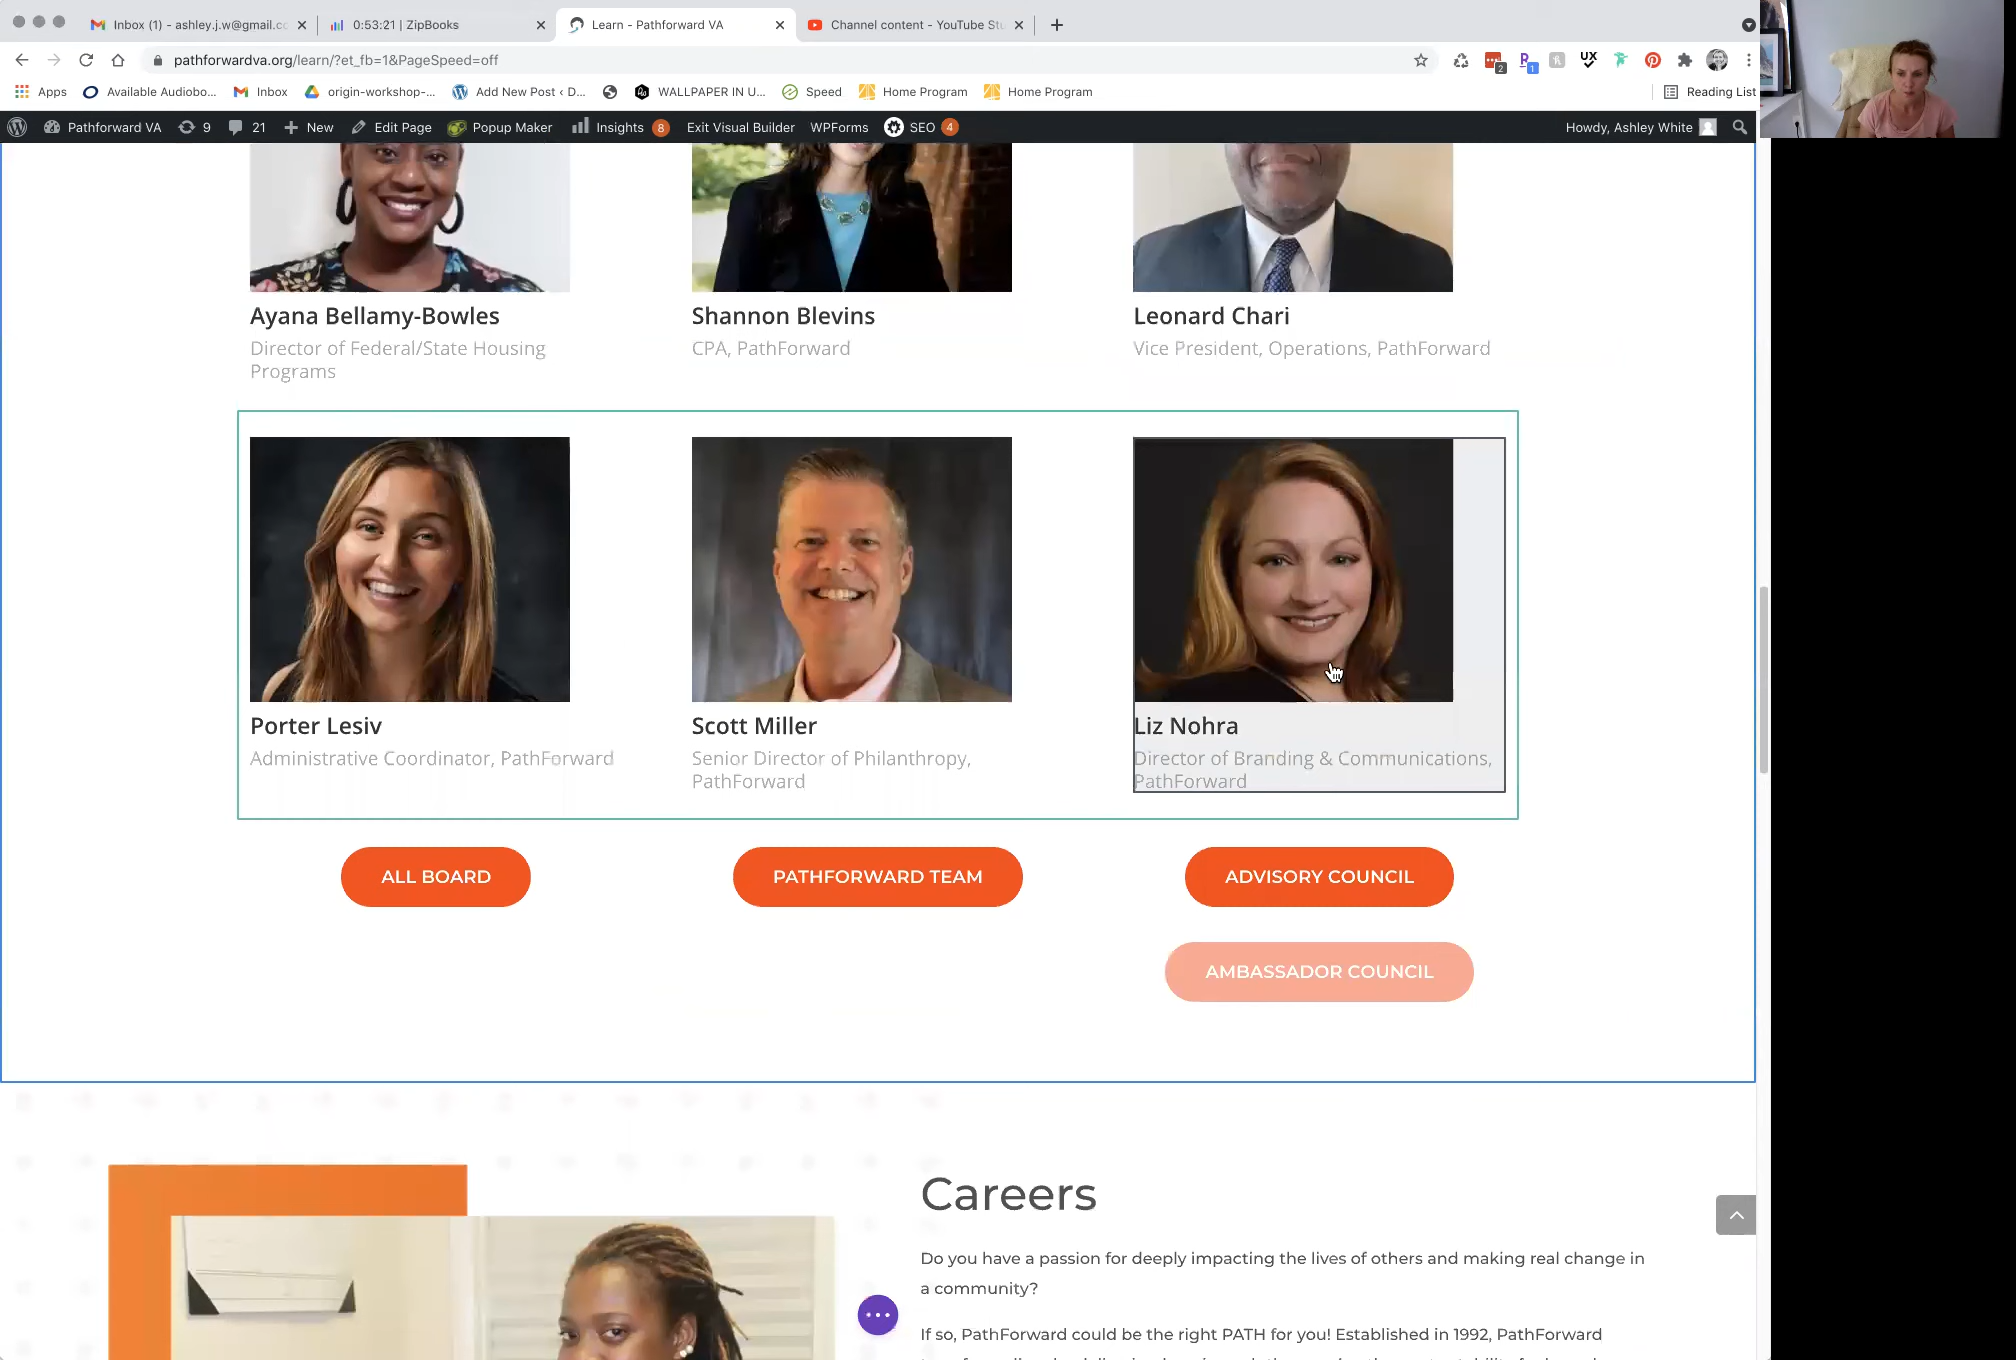 Inbox (1) - ashley.j.w@gmail.co
0:53:21 | ZipBooks
Learn - Pathforward VA
Channel content - YouTube Stu
pathforwardva.org/learn/?et_fb=1&PageSpeed=off
Apps
Available Audiobo...
Inbox
origin-workshop-...
Add New Post ‹ D...
WALLPAPER IN U...
Speed
Home Program
Home Program
Reading List
Pathforward VA
9
21
New
Edit Page
Popup Maker
Insights 8
Exit Visual Builder
WPForms
SEO 4
Howdy, Ashley White
Ayana Bellamy-Bowles
Director of Federal/State Housing
Programs
Shannon Blevins
CPA, PathForward
Leonard Chari
Vice President, Operations, PathForward
Porter Lesiv
Administrative Coordinator, PathForward
Scott Miller
Senior Director of Philanthropy,
PathForward
Liz Nohra
Director of Branding & Communications,
PathForward
ALL BOARD
PATHFORWARD TEAM
ADVISORY COUNCIL
AMBASSADOR COUNCIL
Careers
Do you have a passion for deeply impacting the lives of others and making real change in
a community?
If so, PathForward could be the right PATH for you! Established in 1992, PathForward